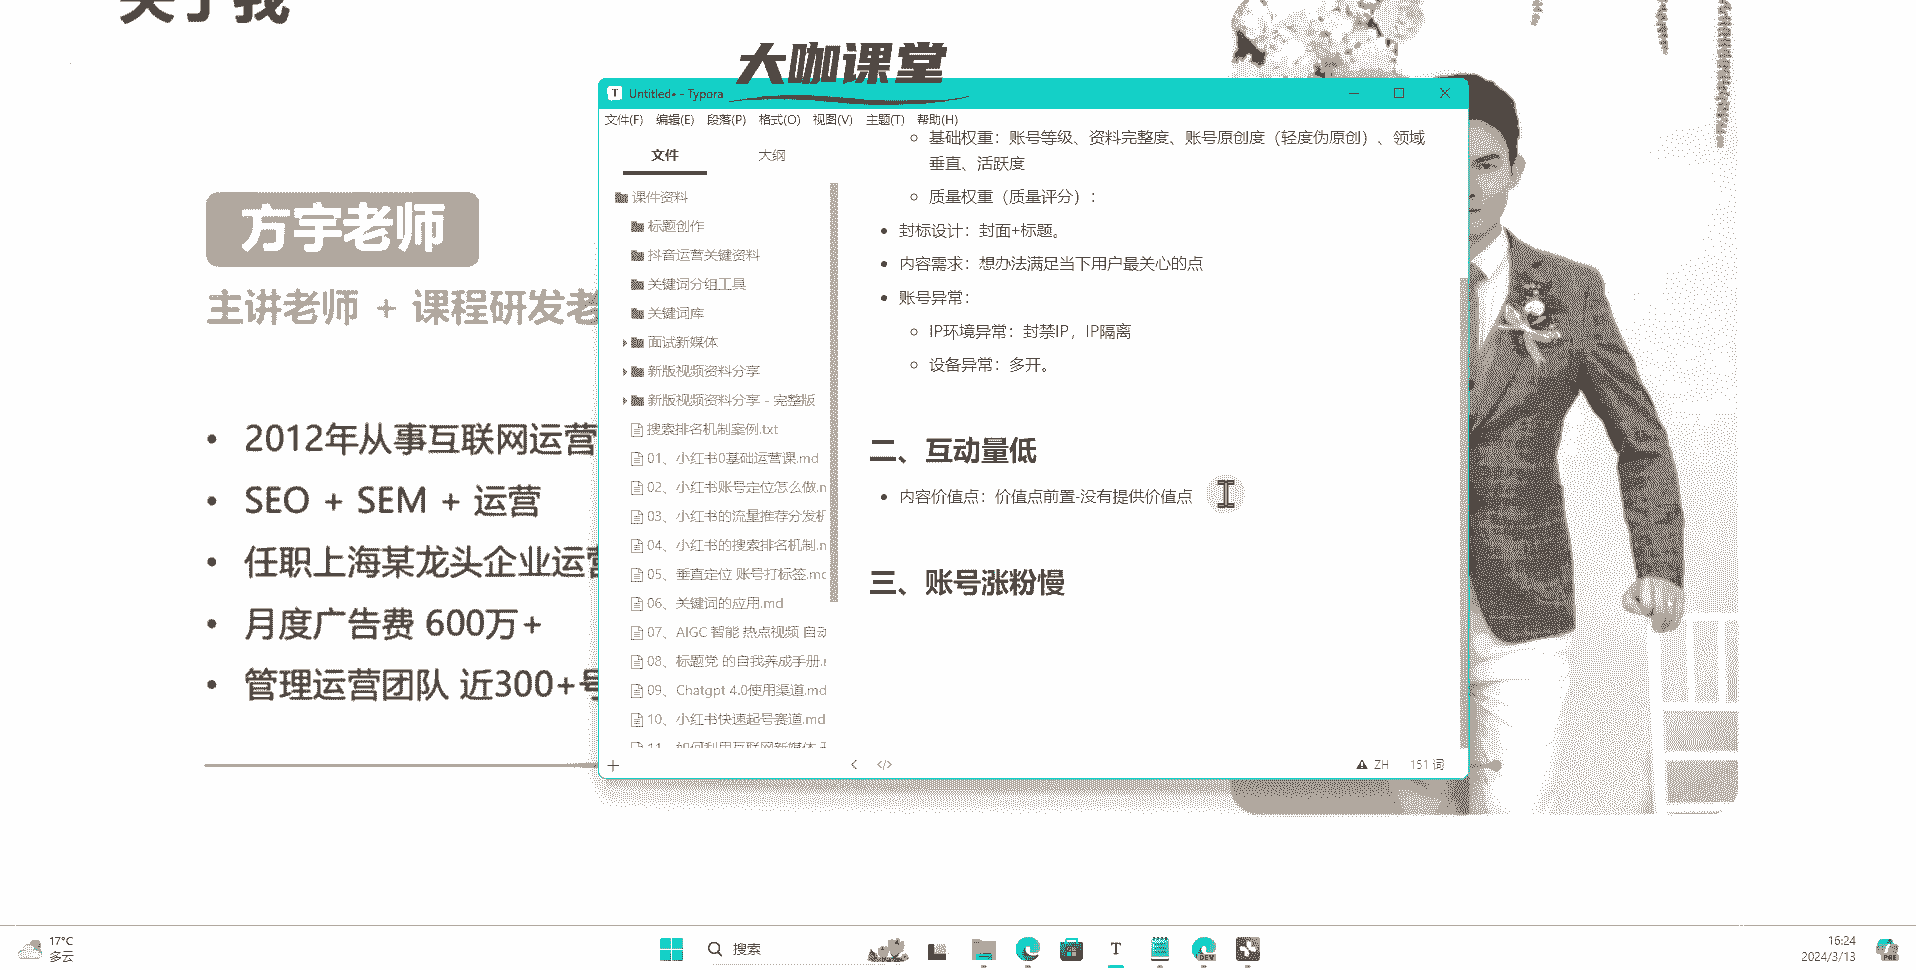 关于我
大咖课堂
方宇老师
主讲老师 + 课程研发老
• 2012年从事互联网运营
• SEO + SEM + 运营
• 任职上海某龙头企业运营
• 月度广告费 600万+
• 管理运营团队 近300+号
Untitled• - Typora
文件(F) 编辑(E) 段落(P) 格式(O) 视图(V) 主题(T) 帮助(H)
文件 大纲
课件资料
标题创作
抖音运营关键资料
关键词分组工具
关键词库
面试新媒体
新版视频资料分享
新版视频资料分享 - 完整版
搜索排名机制案例.txt
01、小红书0基础运营课.md
02、小红书账号定位怎么做.m
03、小红书的流量推荐分发机
04、小红书的搜索排名机制.m
05、垂直定位 账号打标签.md
06、关键词的应用.md
07、AIGC 智能 热点视频 自动
08、标题党 的自我养成手册.m
09、Chatgpt 4.0使用渠道.md
10、小红书快速起号赛道.md
11、如何利用互联网新媒体
基础权重：账号等级、资料完整度、账号原创度（轻度伪原创）、领域
垂直、活跃度
质量权重（质量评分）：
• 封标设计：封面+标题。
• 内容需求：想办法满足当下用户最关心的点
• 账号异常：
IP环境异常：封禁IP，IP隔离
设备异常：多开。
二、互动量低
• 内容价值点：价值点前置-没有提供价值点
三、账号涨粉慢
ZH 151 词
17°C
多云
搜索
T
DEV
16:24
2024/3/13
PRE